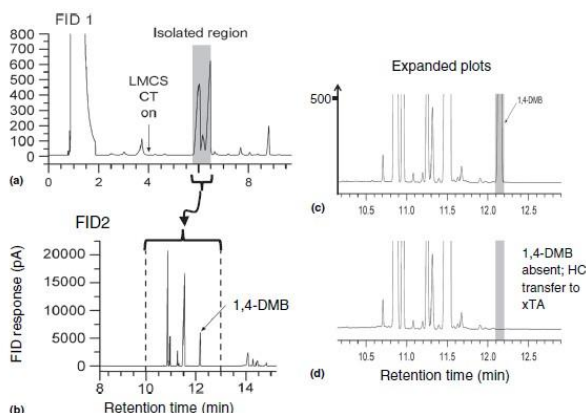 FID 1
Isolated region
800
700
600
500
400
300
200
100
0
LMCS
CT
on
0 2 4 6 8
(a)
FID2
FID response (pA)
20000
15000
10000
5000
0
1,4-DMB
8 10 12 14
(b) Retention time (min)
Expanded plots
500
1,4-DMB
10.5 11.0 11.5 12.0 12.5
(c)
1,4-DMB
absent; HC
transfer to
xTA
10.5 11.0 11.5 12.0 12.5
(d) Retention time (min)